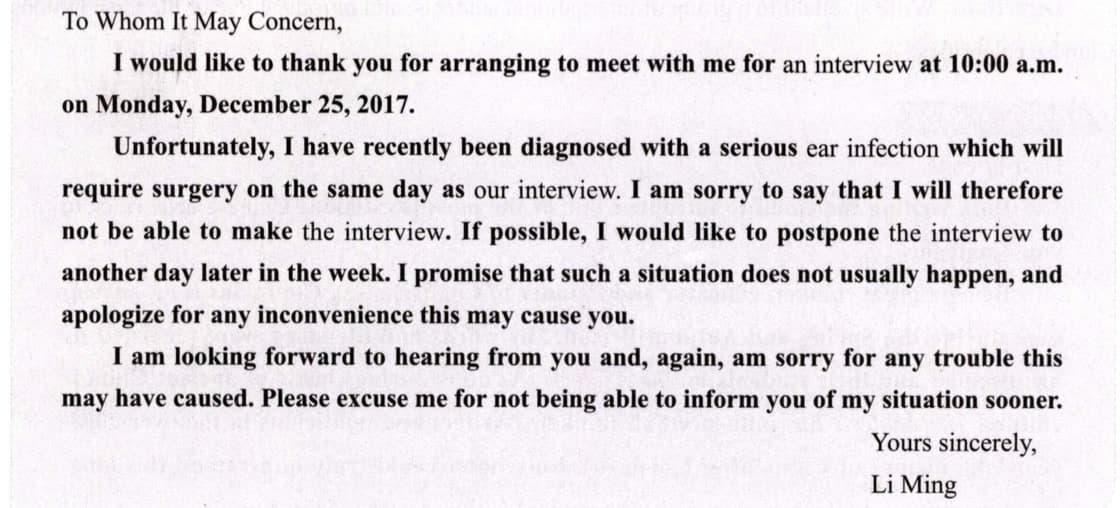 To Whom It May Concern,
I would like to thank you for arranging to meet with me for an interview at 10:00 a.m.
on Monday, December 25, 2017.
Unfortunately, I have recently been diagnosed with a serious ear infection which will
require surgery on the same day as our interview. I am sorry to say that I will therefore
not be able to make the interview. If possible, I would like to postpone the interview to
another day later in the week. I promise that such a situation does not usually happen, and
apologize for any inconvenience this may cause you.
I am looking forward to hearing from you and, again, am sorry for any trouble this
may have caused. Please excuse me for not being able to inform you of my situation sooner.
Yours sincerely,
Li Ming